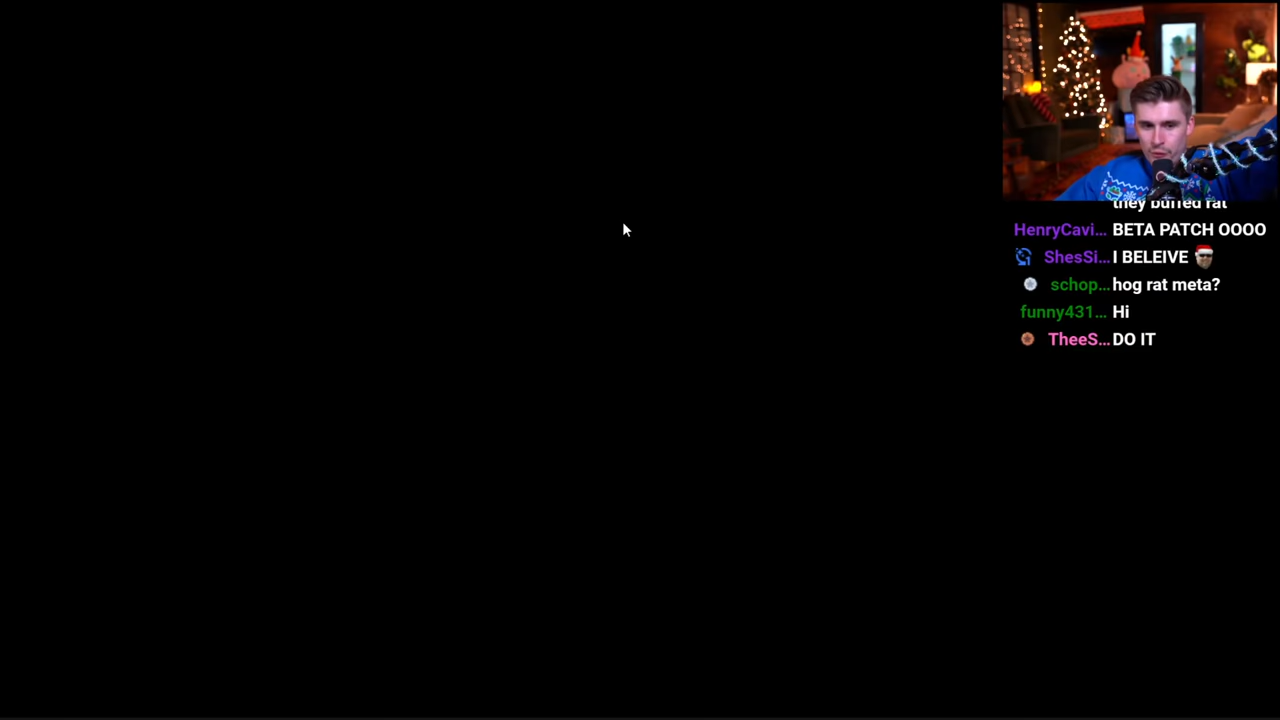 they buffed rat
HenryCavi... BETA PATCH OOOO
ShesSi... I BELEIVE
schop... hog rat meta?
funny431... Hi
TheeS... DO IT